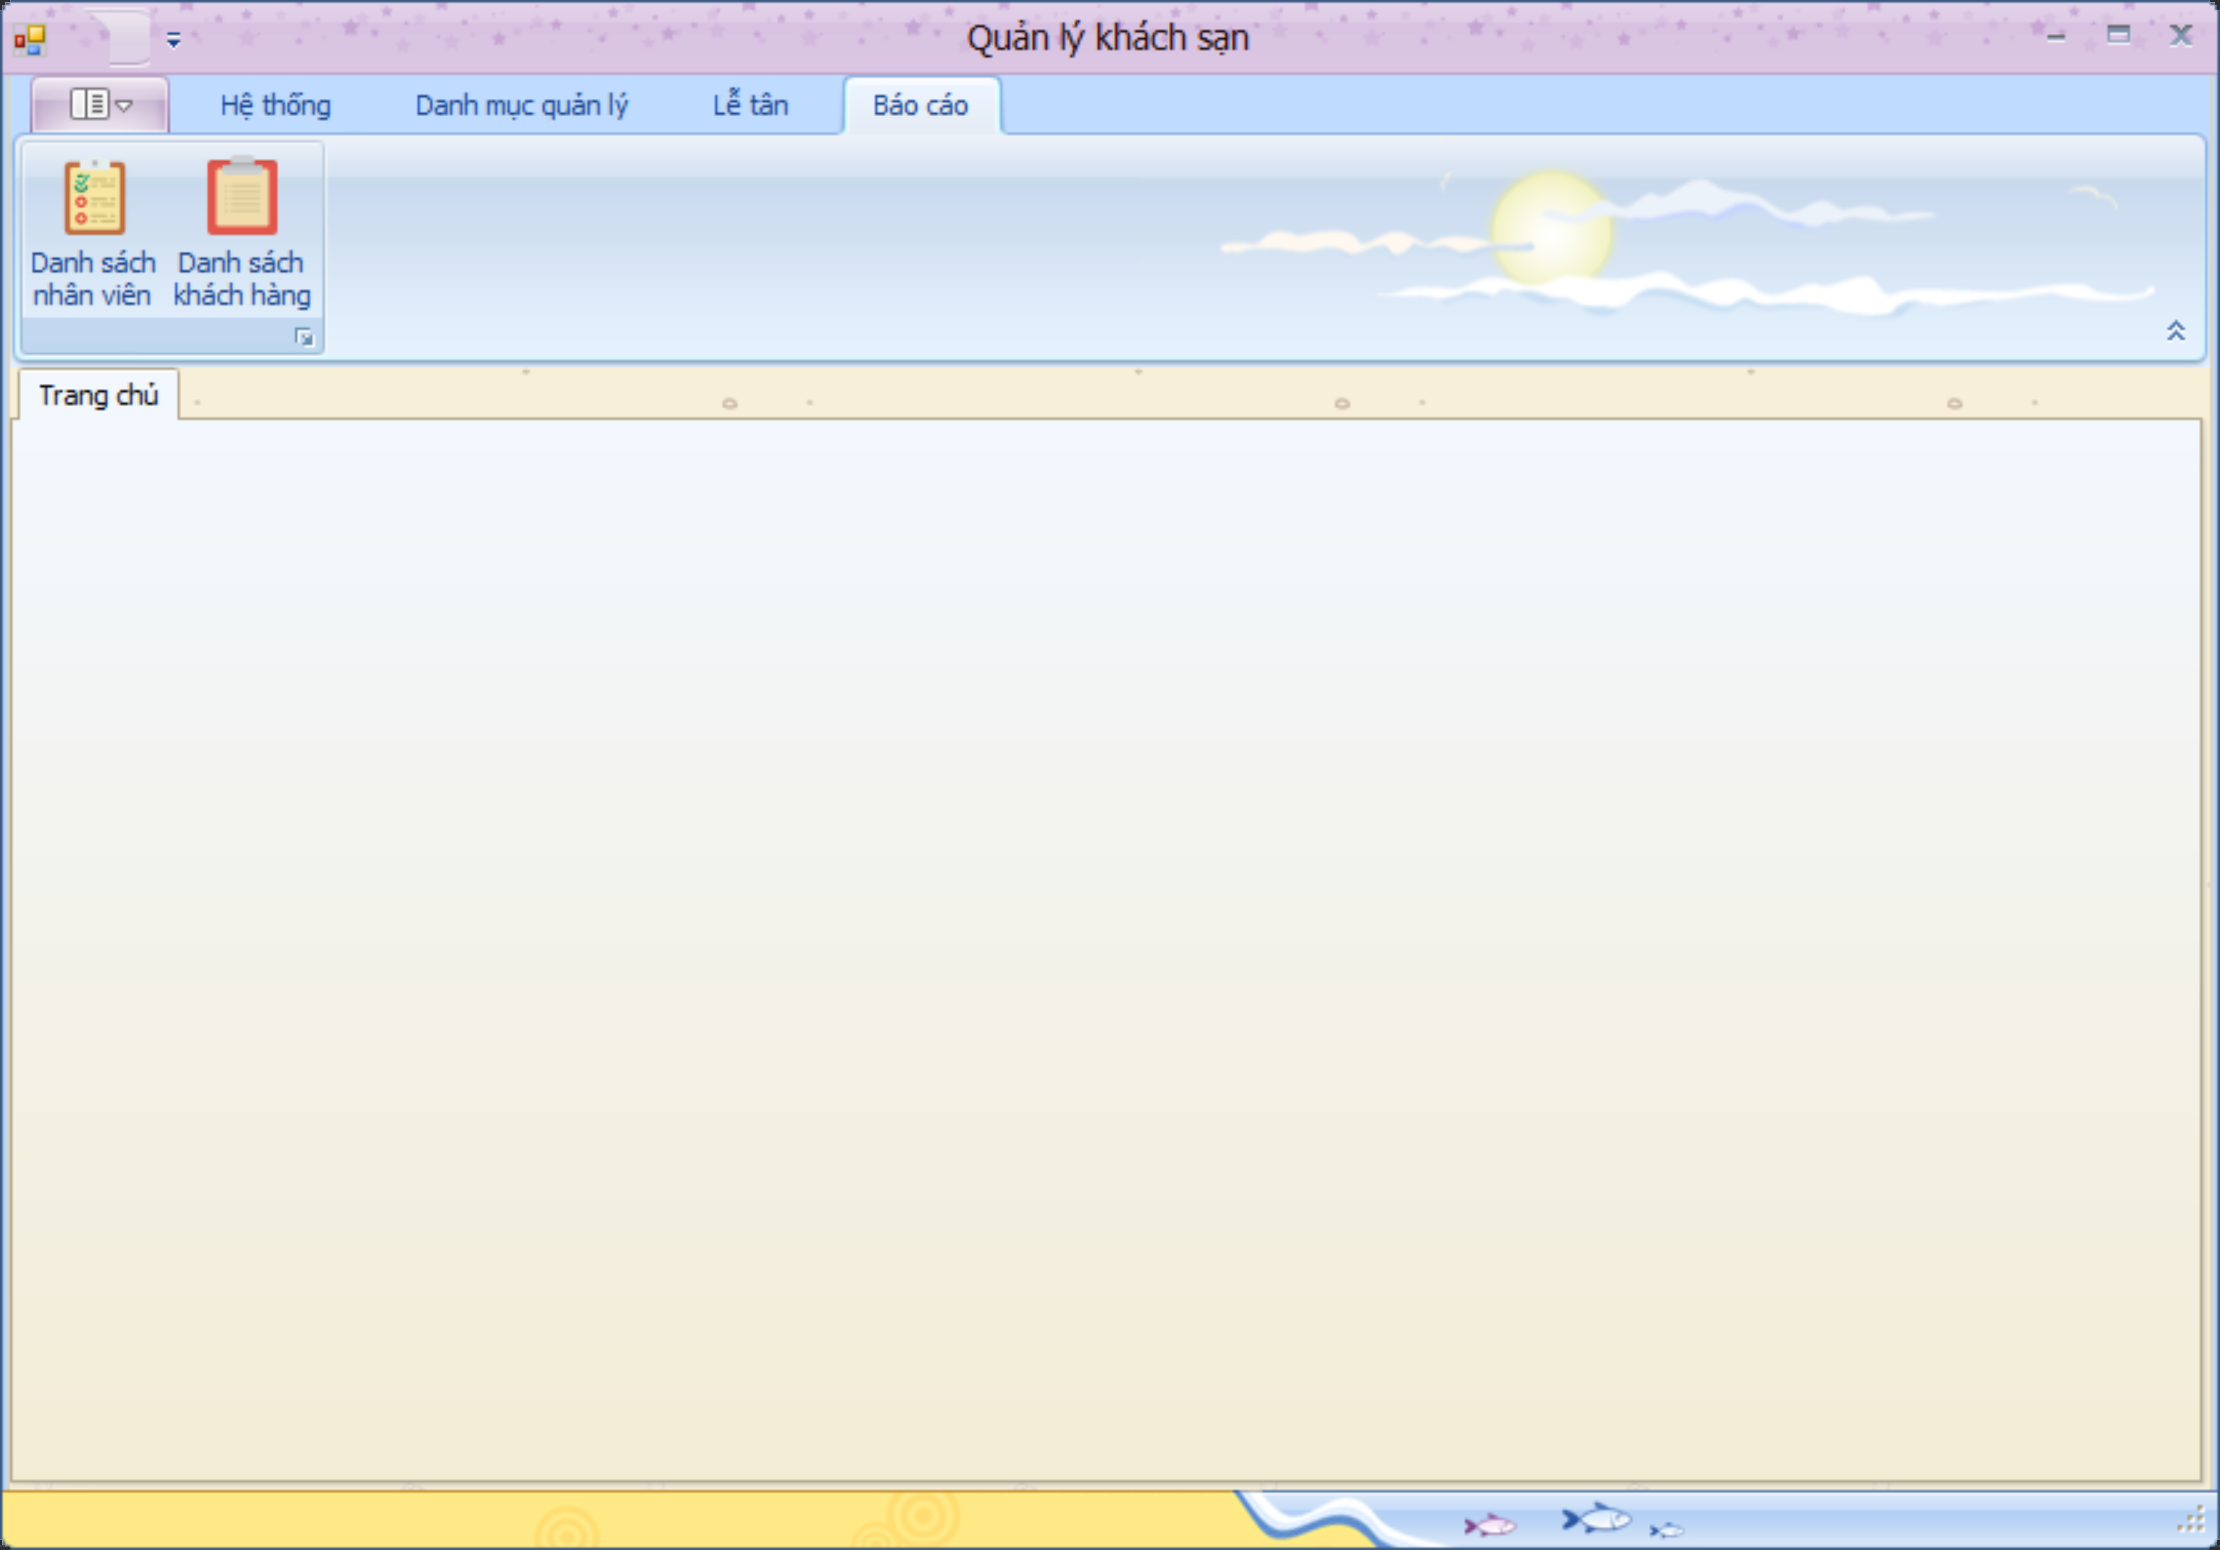 Quản lý khách sạn
Hệ thống
Danh mục quản lý
Lễ tân
Báo cáo
Danh sách
nhân viên
Danh sách
khách hàng
Trang chủ